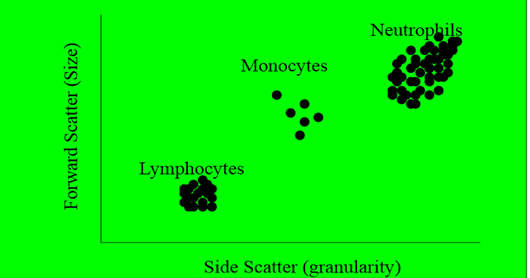 Neutrophils
Monocytes
Lymphocytes
Forward Scatter (Size)
Side Scatter (granularity)